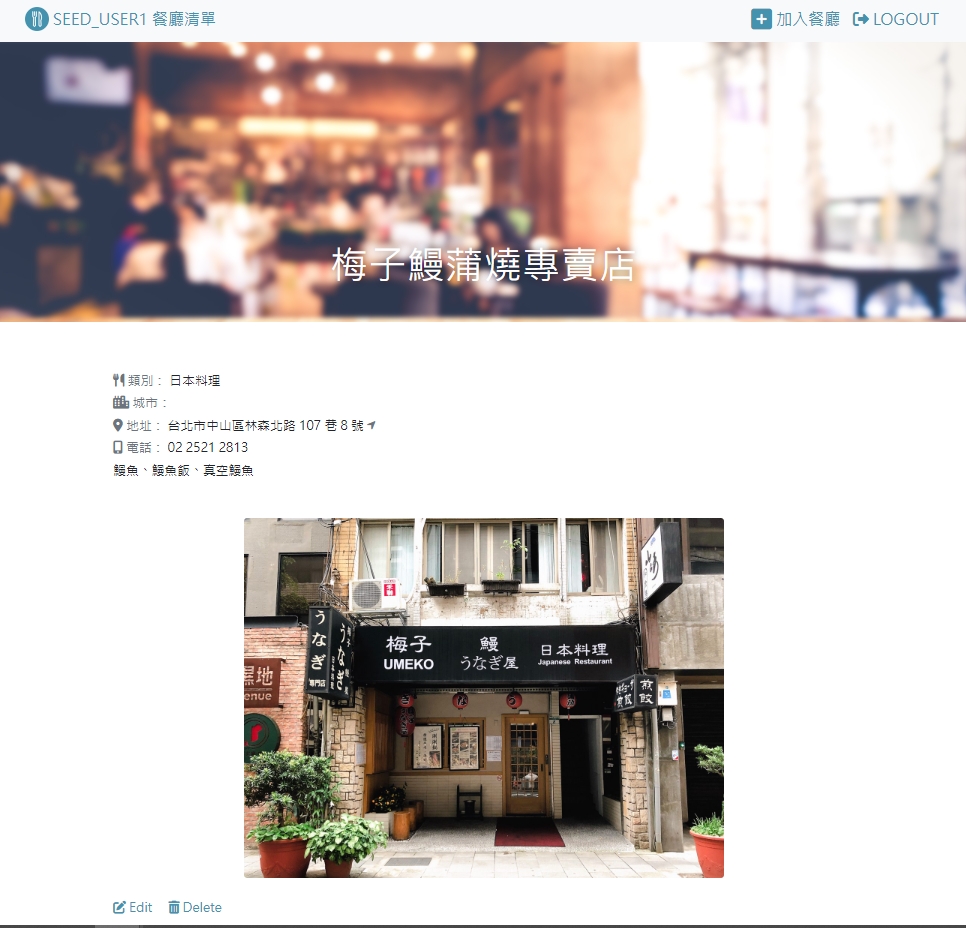 SEED_USER1 餐廳清單
加入餐廳 LOGOUT
梅子鰻蒲燒專賣店
類別： 日本料理
城市：
地址： 台北市中山區林森北路 107 巷 8 號
電話： 02 2521 2813
鰻魚、鰻魚飯、真空鰻魚
うなぎ
専門店
うなぎ
梅子
UMEKO
鰻
うなぎ屋
日本料理
Japanese Restaurant
煎餃
Edit Delete